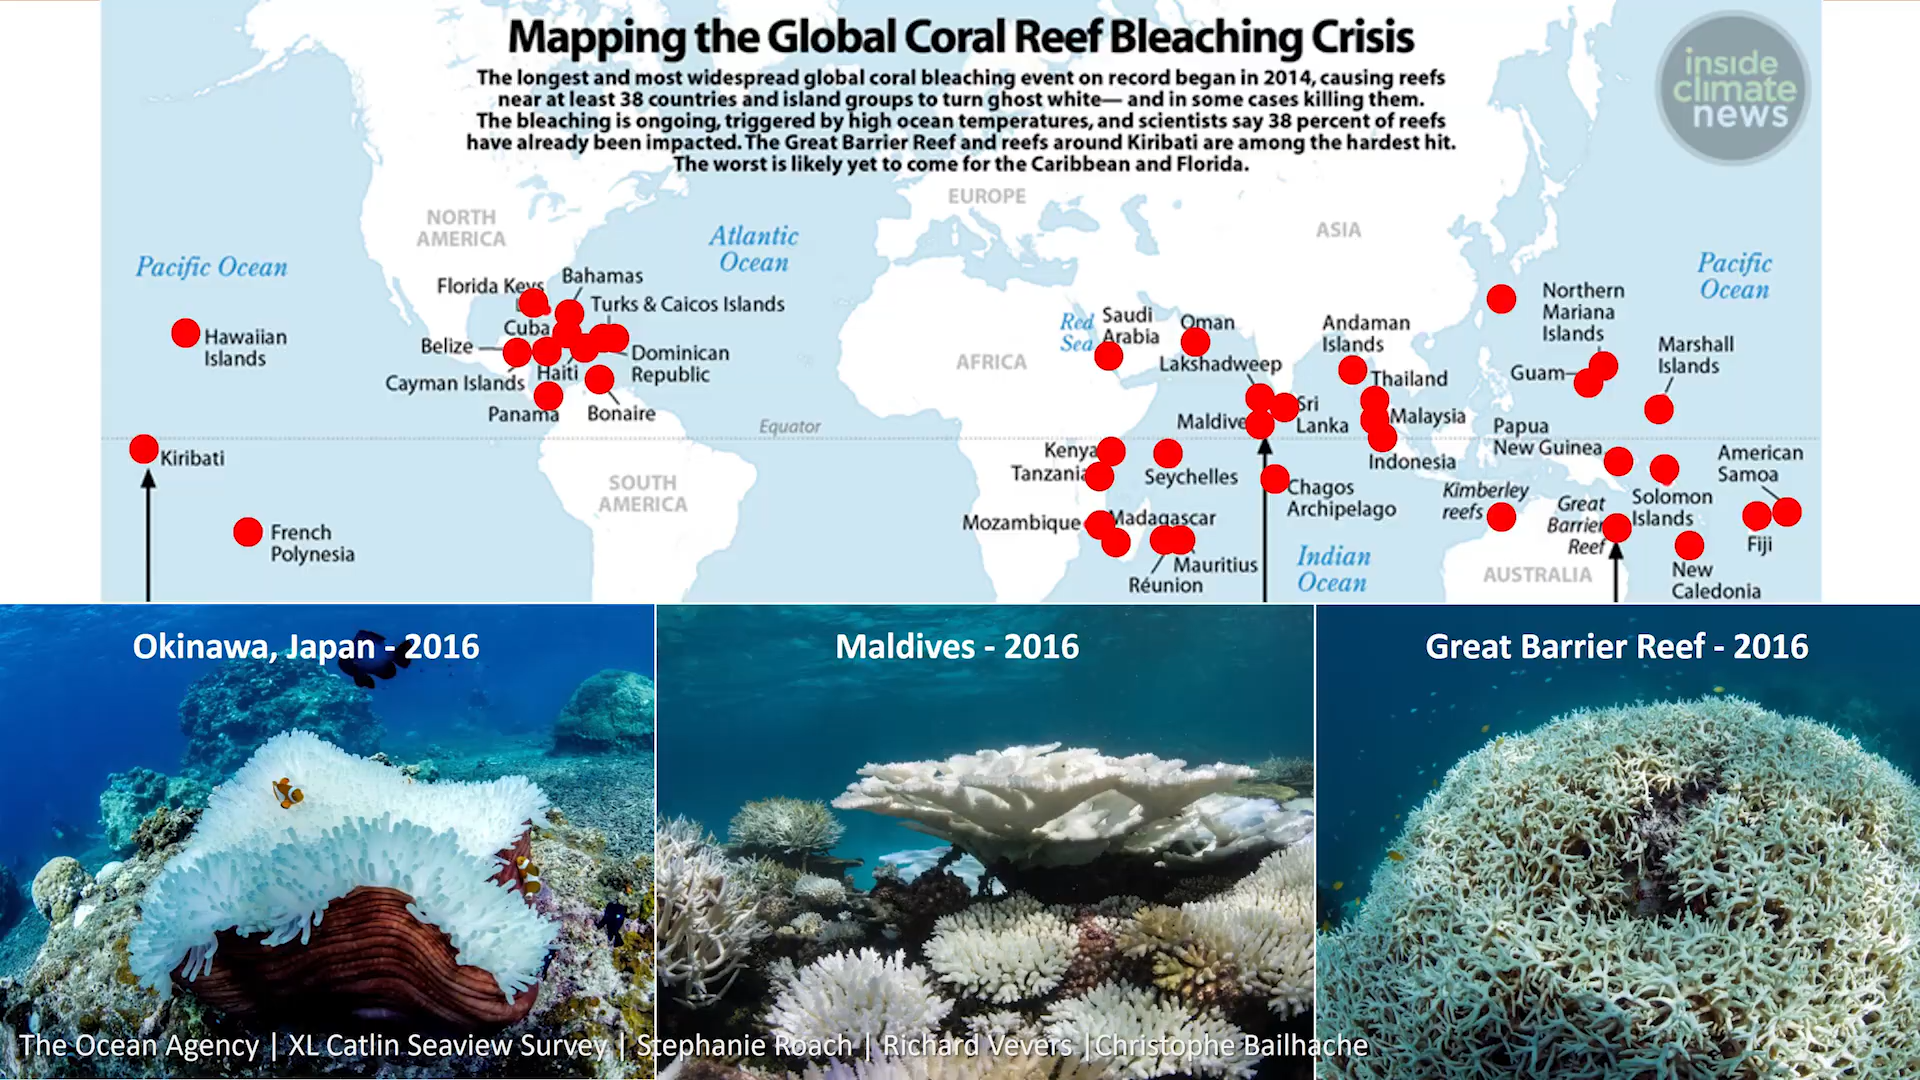 Mapping the Global Coral Reef Bleaching Crisis
The longest and most widespread global coral bleaching event on record began in 2014, causing reefs
near at least 38 countries and island groups to turn ghost white— and in some cases killing them.
The bleaching is ongoing, triggered by high ocean temperatures, and scientists say 38 percent of reefs
have already been impacted. The Great Barrier Reef and reefs around Kiribati are among the hardest hit.
The worst is likely yet to come for the Caribbean and Florida.
inside
climate
news
EUROPE
NORTH
AMERICA
ASIA
Atlantic
Ocean
Pacific Ocean
Pacific
Ocean
Florida Keys
Bahamas
Turks & Caicos Islands
Cuba
Belize
Dominican
Republic
Haiti
Cayman Islands
Panama
Bonaire
Hawaiian
Islands
Kiribati
French
Polynesia
SOUTH
AMERICA
Equator
AFRICA
Red
Sea
Saudi
Arabia
Oman
Lakshadweep
Maldive
Sri
Lanka
Andaman
Islands
Thailand
Malaysia
Indonesia
Kenya
Tanzania
Seychelles
Chagos
Archipelago
Mozambique
Madagascar
Mauritius
Réunion
Indian
Ocean
Northern
Mariana
Islands
Guam
Marshall
Islands
Papua
New Guinea
Solomon
Islands
American
Samoa
Kimberley
reefs
Great
Barrier
Reef
Fiji
New
Caledonia
AUSTRALIA
Okinawa, Japan - 2016
Maldives - 2016
Great Barrier Reef - 2016
The Ocean Agency | XL Catlin Seaview Survey | Stephanie Roach | Richard Vevers |Christophe Bailhache